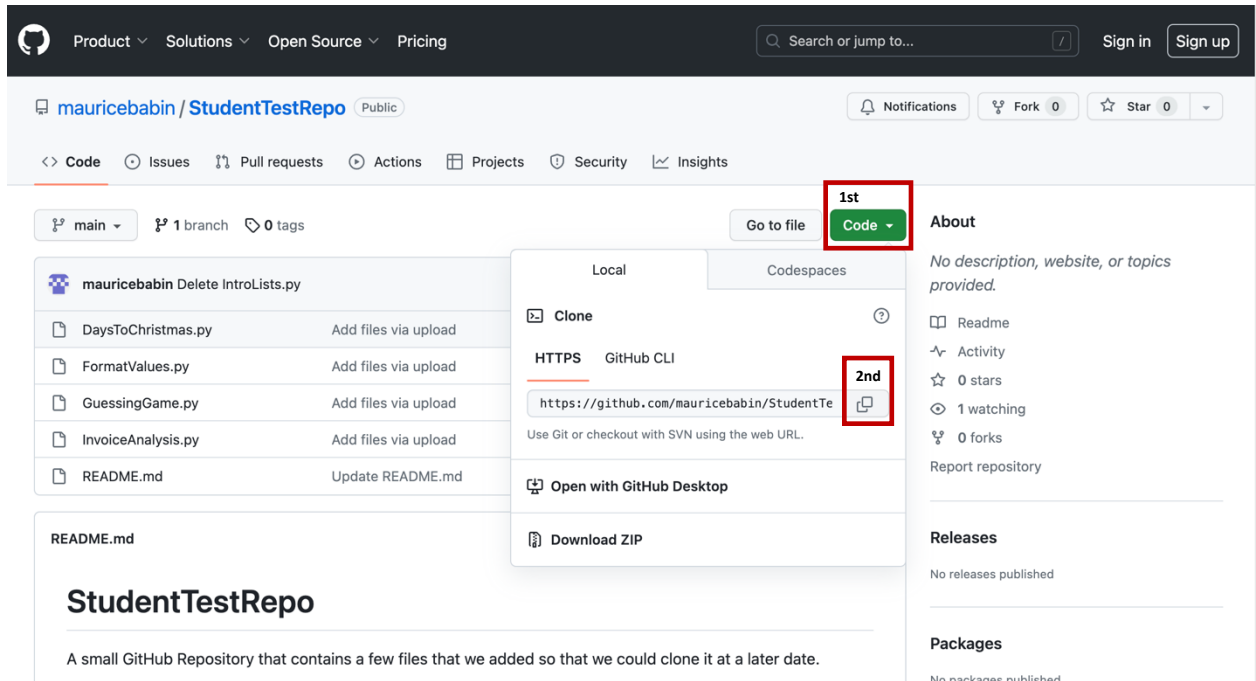 Product Solutions Open Source Pricing Search or jump to... / Sign in Sign up
mauricebabin / StudentTestRepo Public Notifications Fork 0 Star 0
<> Code Issues Pull requests Actions Projects Security Insights
1st
main 1 branch 0 tags Go to file Code
About
No description, website, or topics
provided.
Readme
Activity
0 stars
1 watching
0 forks
Report repository
mauricebabin Delete IntroLists.py
DaysToChristmas.py Add files via upload
FormatValues.py Add files via upload
GuessingGame.py Add files via upload
InvoiceAnalysis.py Add files via upload
README.md Update README.md
Local Codespaces
Clone ?
HTTPS GitHub CLI
2nd
https://github.com/mauricebabin/StudentTe
Use Git or checkout with SVN using the web URL.
Open with GitHub Desktop
Download ZIP
README.md
StudentTestRepo
A small GitHub Repository that contains a few files that we added so that we could clone it at a later date.
Releases
No releases published
Packages
No packages published